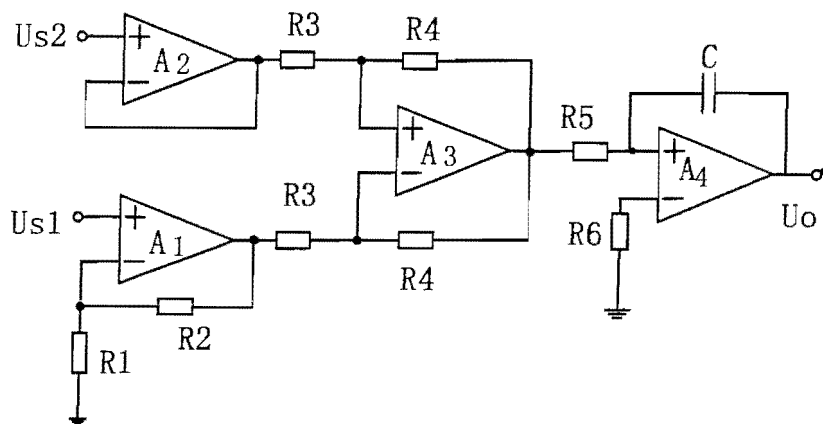 Us2
+
−
A2
R3
R4
+
−
A3
R5
C
+
−
A4
Uo
R6
Us1
+
−
A1
R3
R4
R2
R1